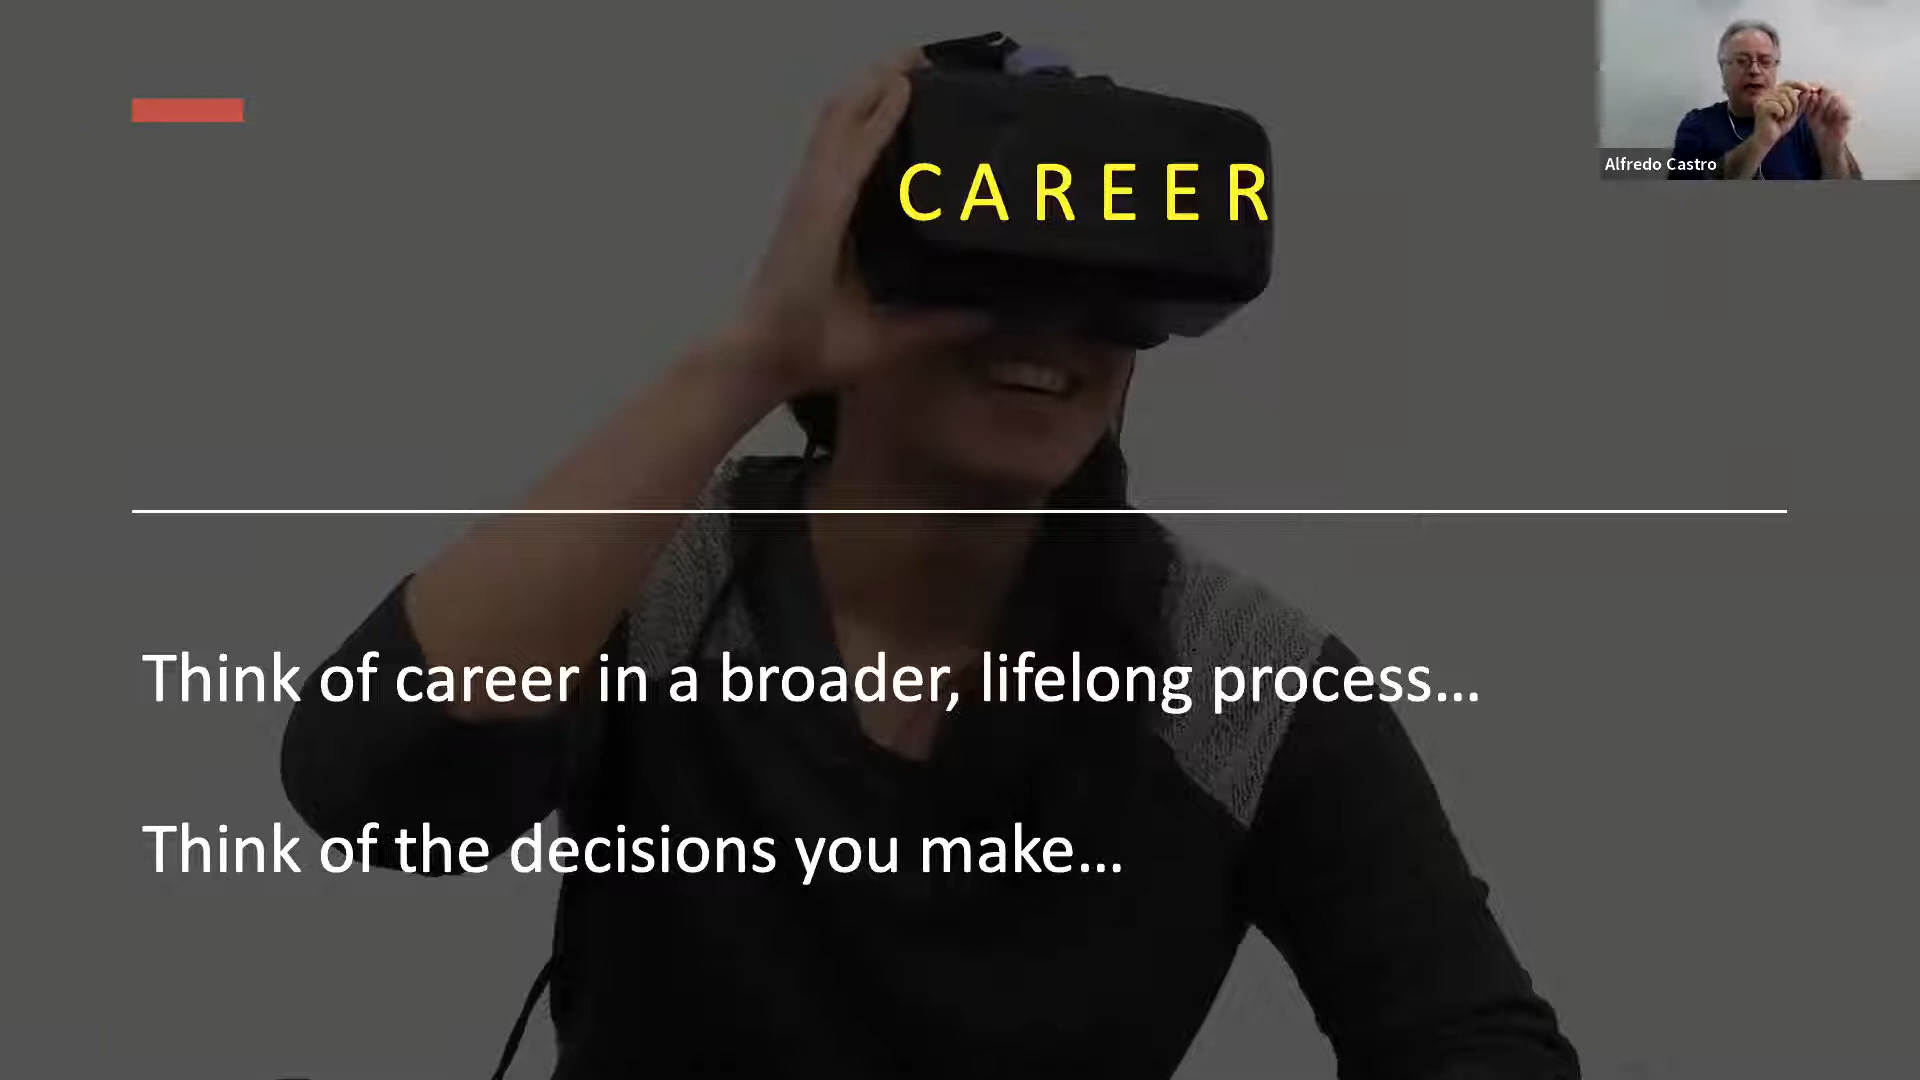 CAREER
Alfredo Castro
Think of career in a broader, lifelong process...
Think of the decisions you make...